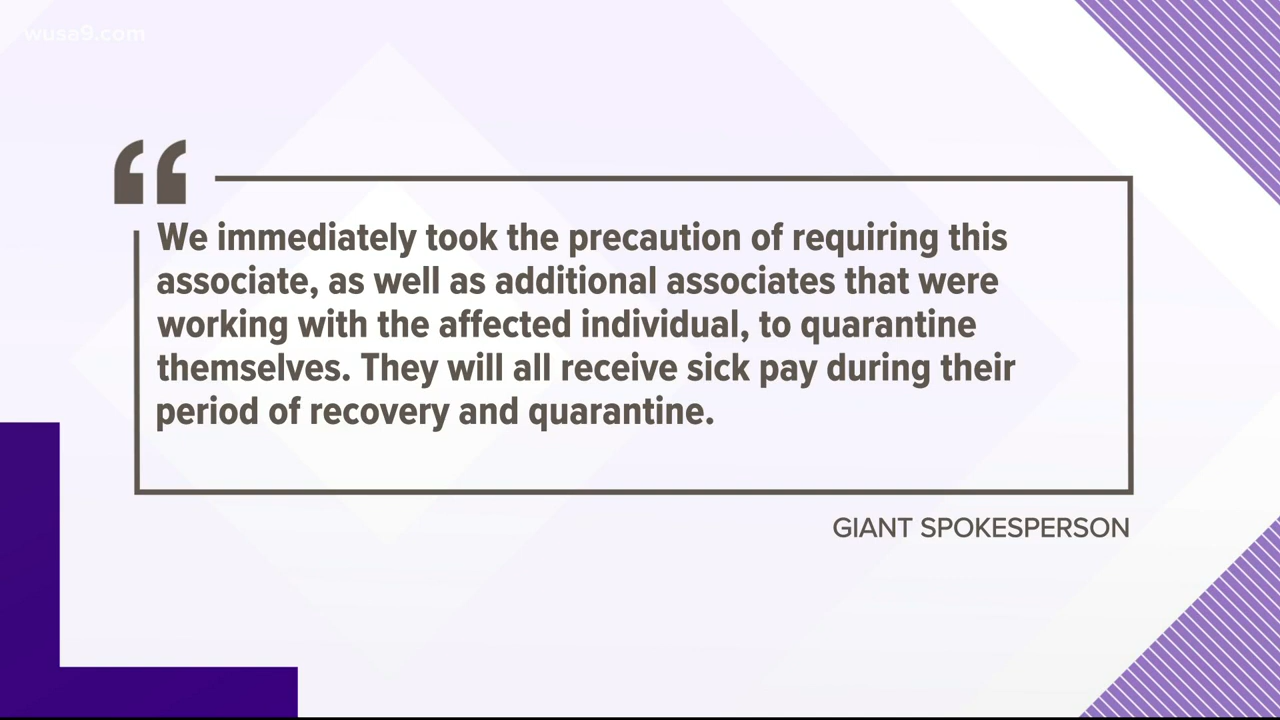 wusa9.com
“
We immediately took the precaution of requiring this
associate, as well as additional associates that were
working with the affected individual, to quarantine
themselves. They will all receive sick pay during their
period of recovery and quarantine.
GIANT SPOKESPERSON